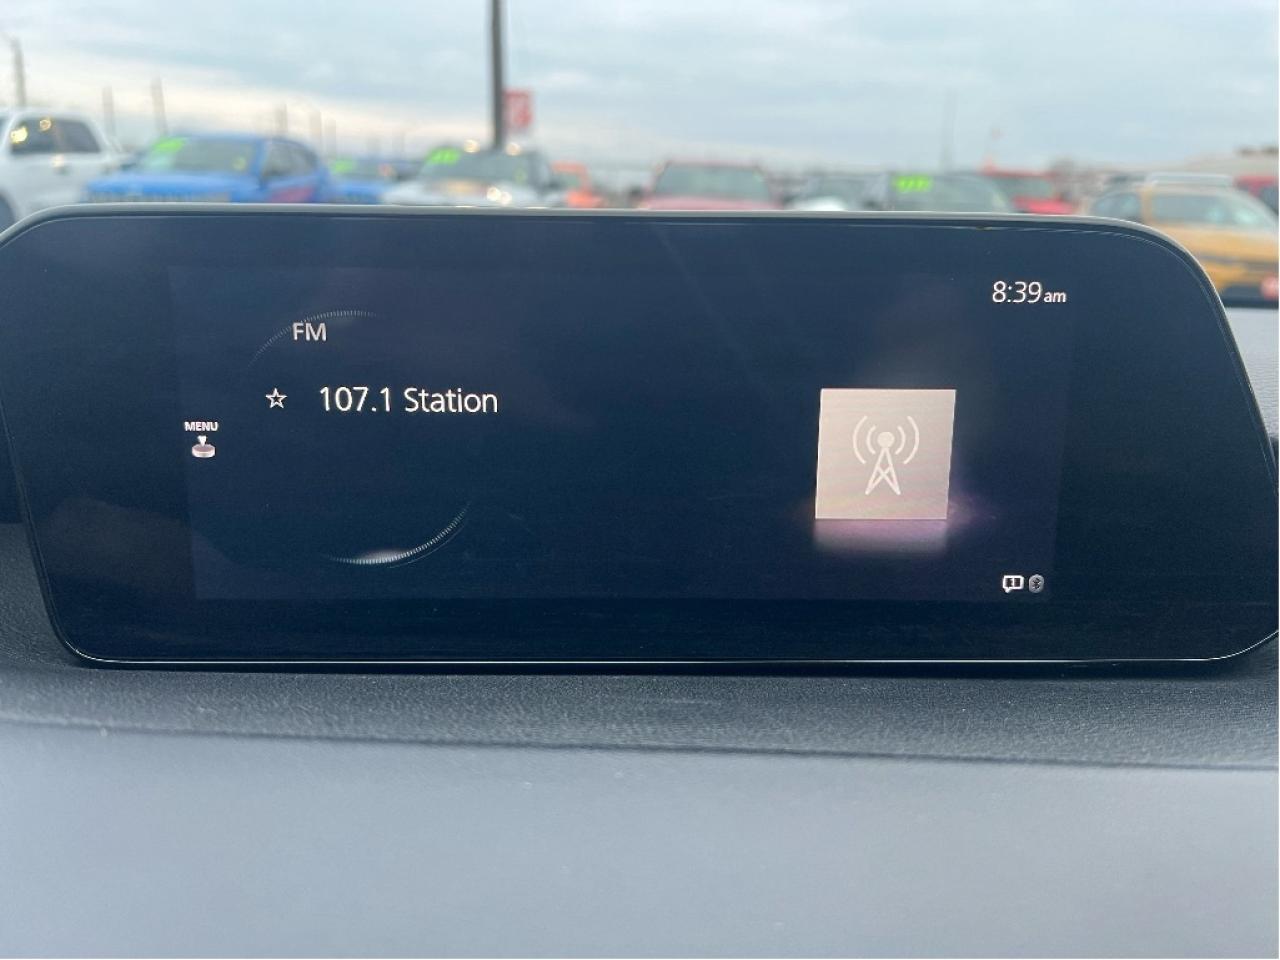 8:39am
FM
☆ 107.1 Station
MENU